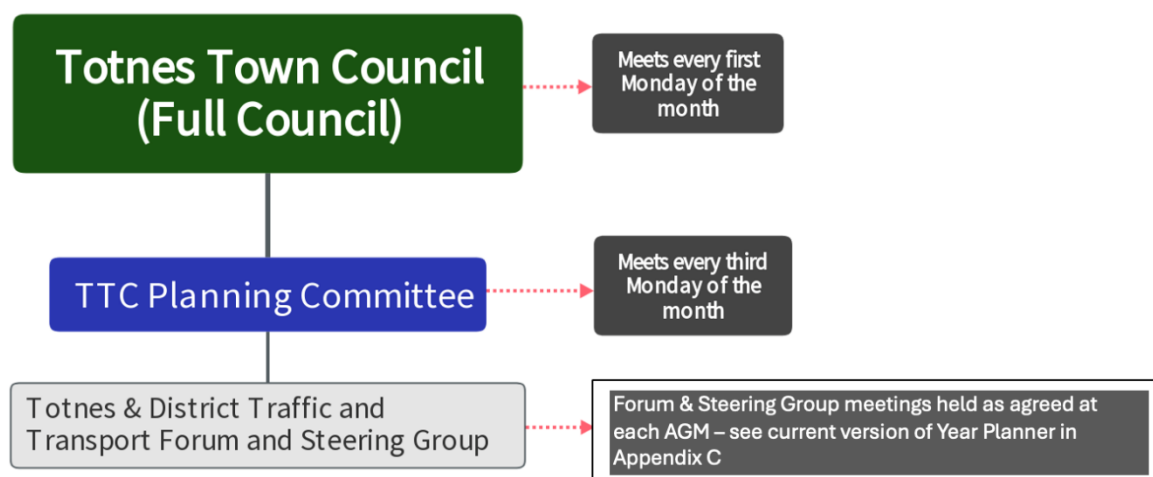 Totnes Town Council
(Full Council)
Meets every first
Monday of the
month
TTC Planning Committee
Meets every third
Monday of the
month
Totnes & District Traffic and
Transport Forum and Steering Group
Forum & Steering Group meetings held as agreed at
each AGM – see current version of Year Planner in
Appendix C